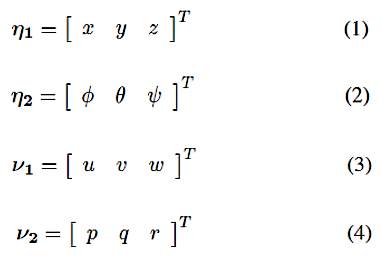 η₁ = [ x y z ]ᵀ (1)
η₂ = [ ϕ θ ψ ]ᵀ (2)
ν₁ = [ u v w ]ᵀ (3)
ν₂ = [ p q r ]ᵀ (4)